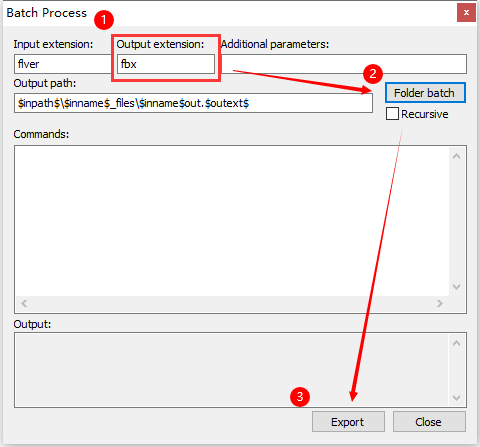 Batch Process
x
1
Input extension: Output extension: Additional parameters:
flver fbx
2
Output path:
$inpath$\$inname$_files\$inname$out.$outext$ Folder batch
Recursive
Commands:
Output:
3
Export Close